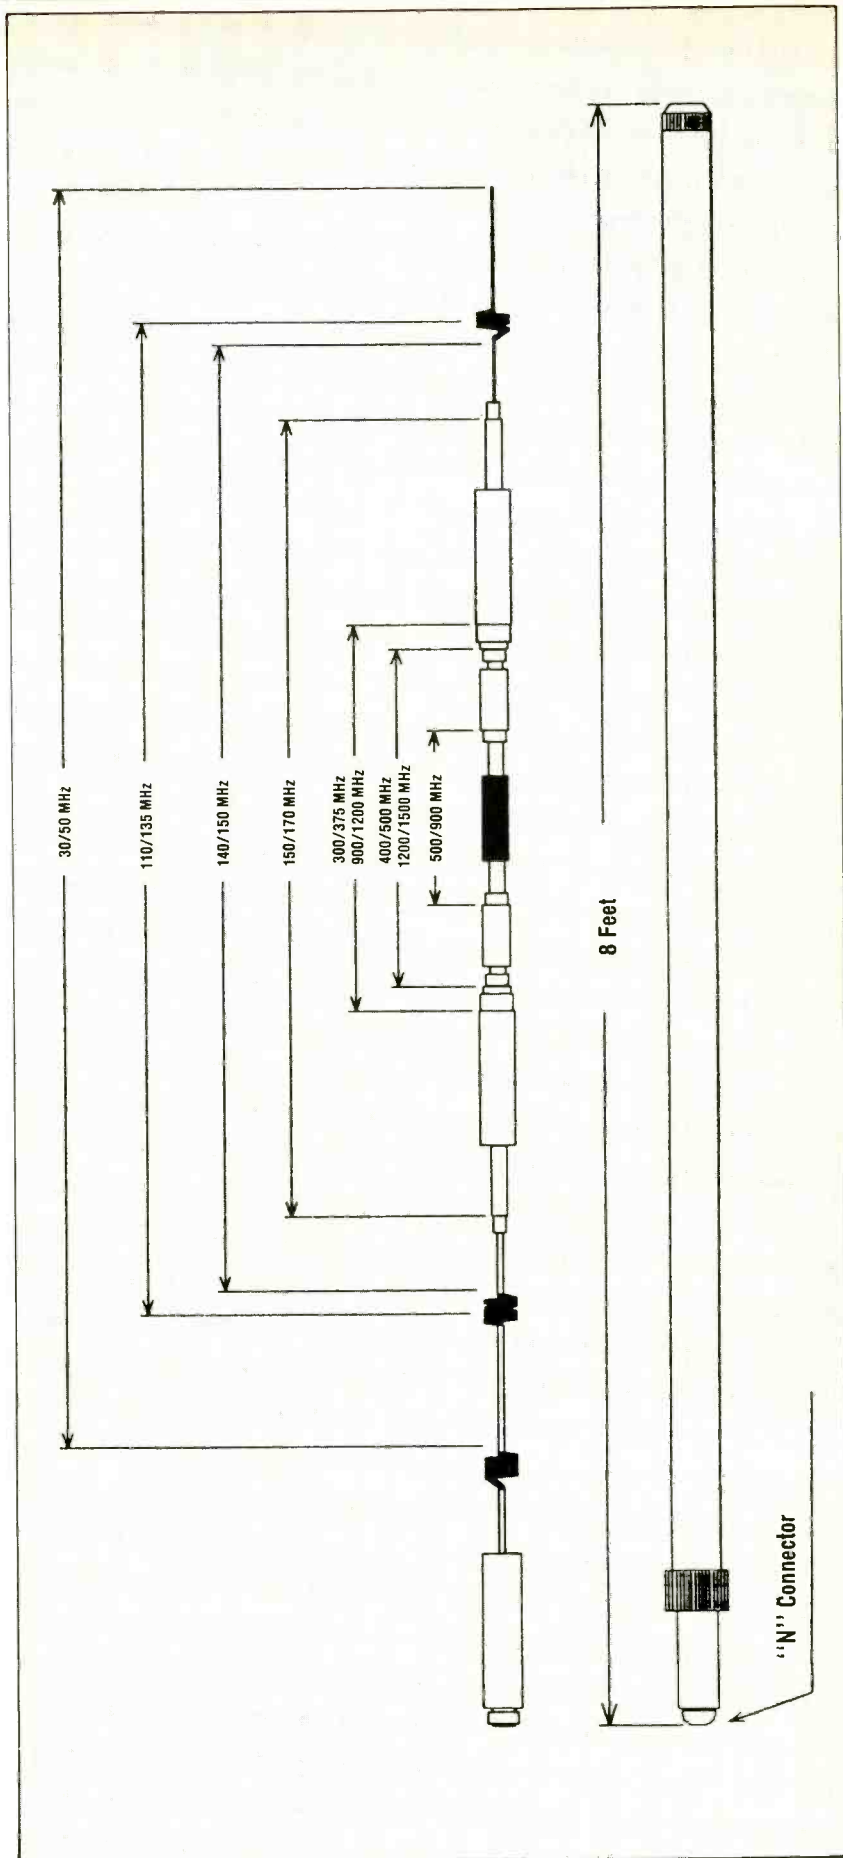 30/50 MHz
110/135 MHz
140/150 MHz
150/170 MHz
300/375 MHz
900/1200 MHz
400/500 MHz
1200/1500 MHz
500/900 MHz
8 Feet
"N" Connector